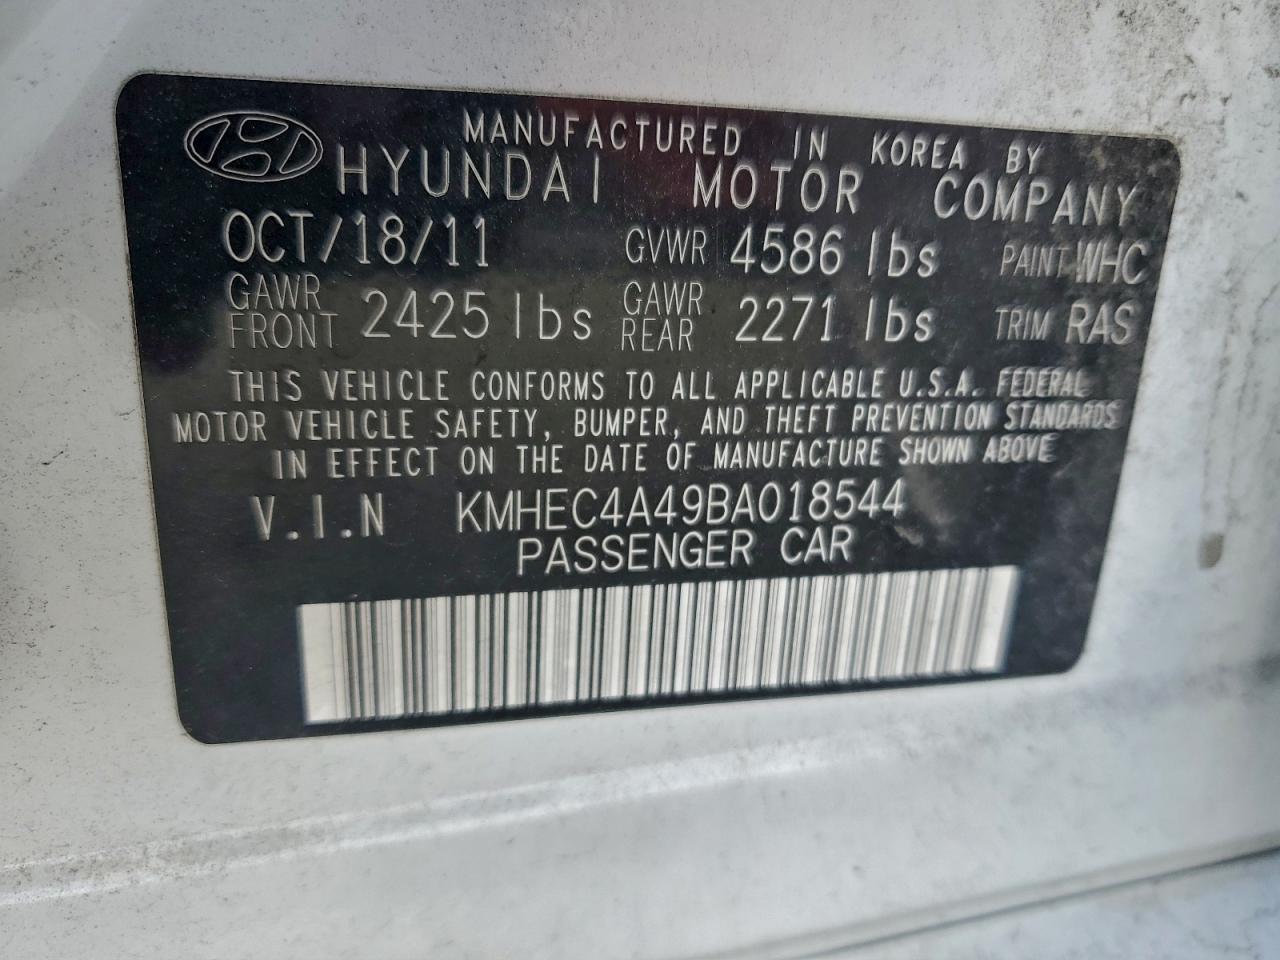 MANUFACTURED IN KOREA BY
HYUNDAI MOTOR COMPANY
OCT/18/11 GVWR 4586 lbs PAINT WHC
GAWR FRONT 2425 lbs GAWR REAR 2271 lbs TRIM RAS
THIS VEHICLE CONFORMS TO ALL APPLICABLE U.S.A. FEDERAL
MOTOR VEHICLE SAFETY, BUMPER, AND THEFT PREVENTION STANDARDS
IN EFFECT ON THE DATE OF MANUFACTURE SHOWN ABOVE
V.I.N KMHEC4A49BA018544
PASSENGER CAR